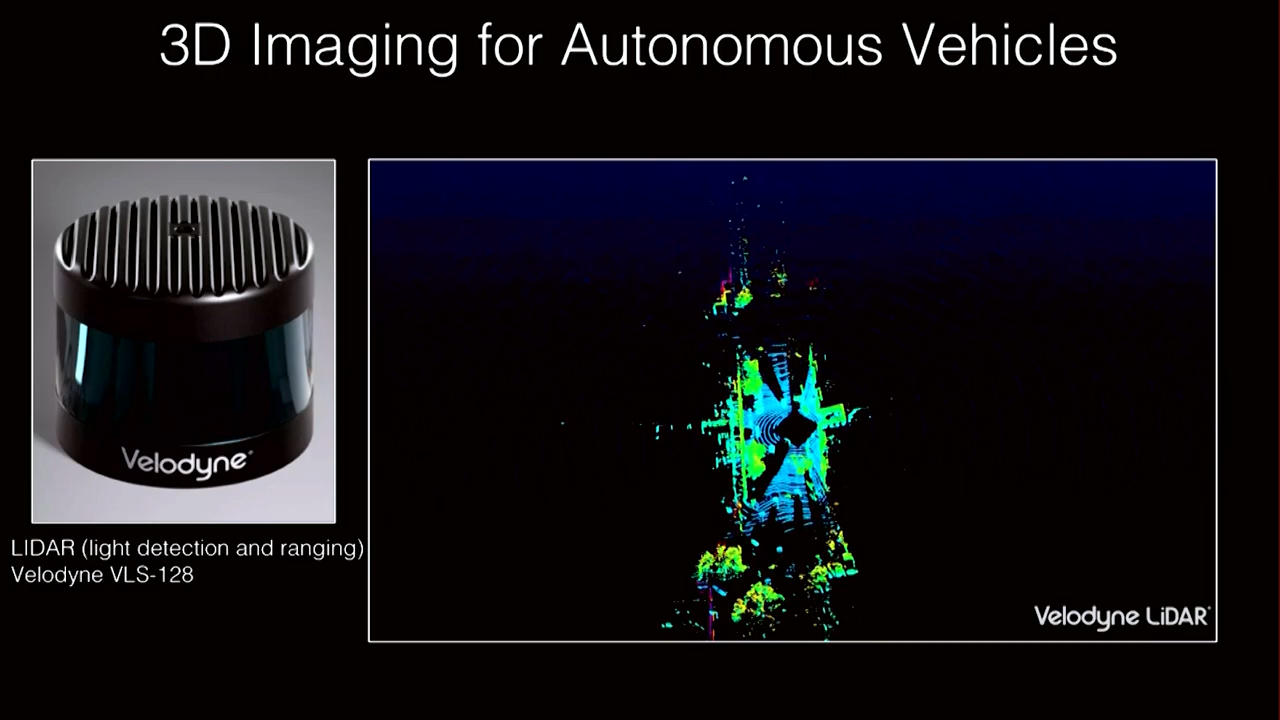 3D Imaging for Autonomous Vehicles
Velodyne
LIDAR (light detection and ranging)
Velodyne VLS-128
Velodyne LiDAR